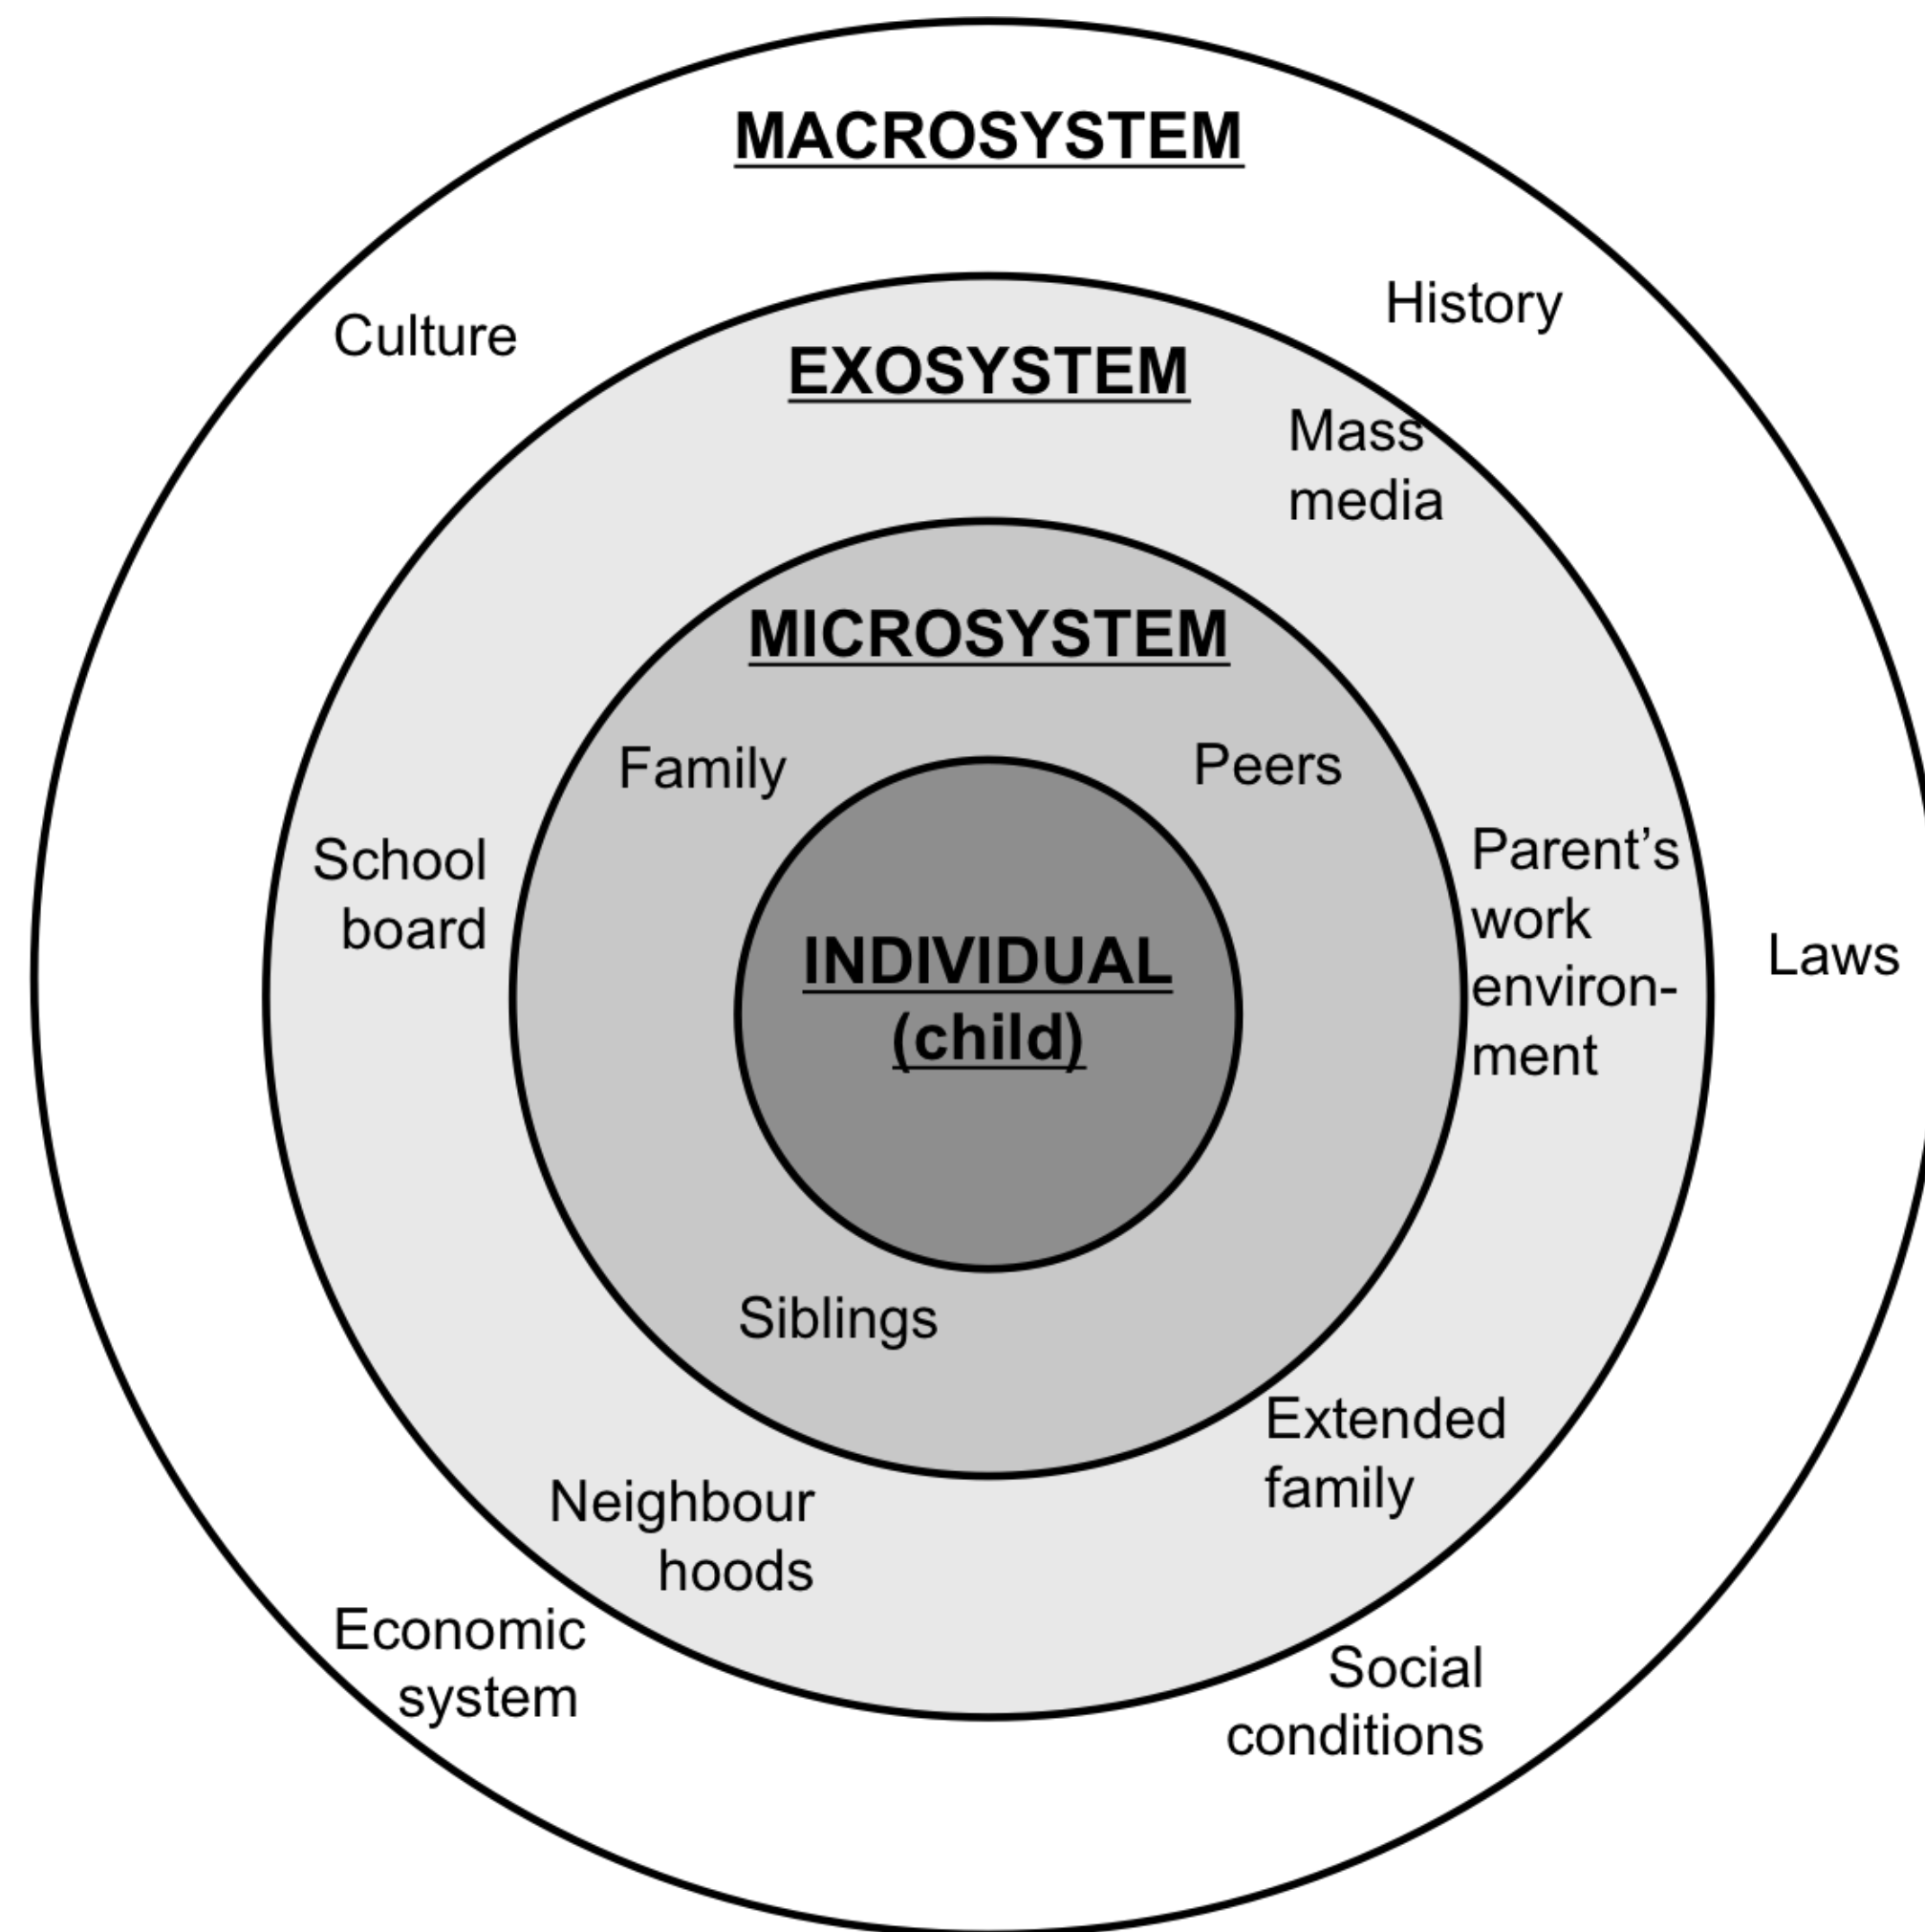 MACROSYSTEM
Culture
History
EXOSYSTEM
Mass
media
MICROSYSTEM
Family
Peers
School
board
Parent’s
work
environ-
ment
Laws
INDIVIDUAL
(child)
Siblings
Extended
family
Neighbour
hoods
Economic
system
Social
conditions